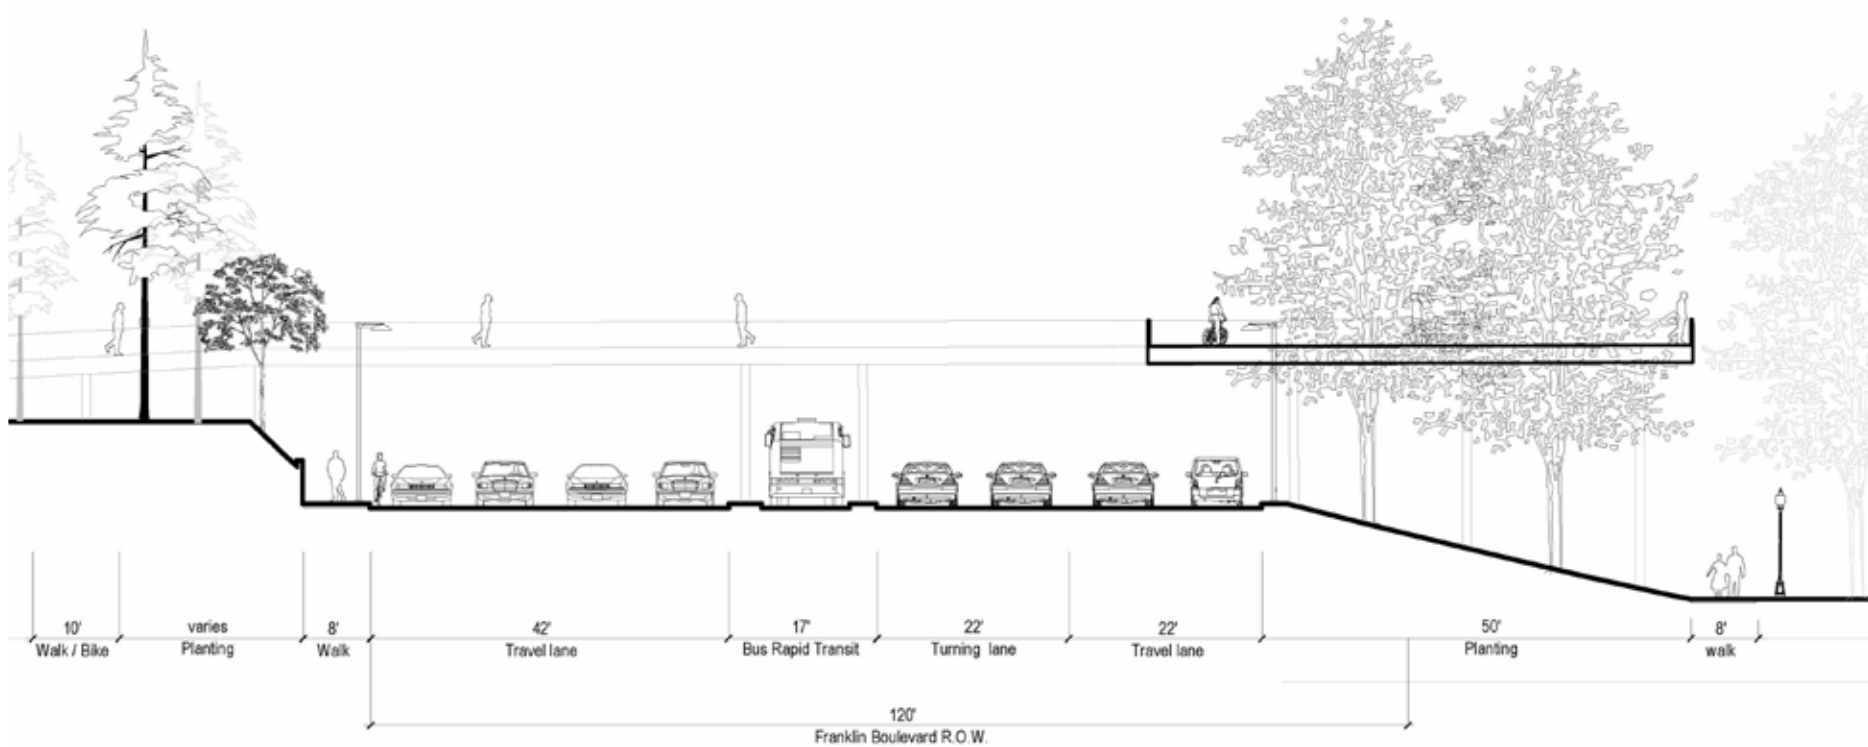 10' varies 8' 42' 17' 22' 22' 50' 8'
Walk / Bike Planting Walk Travel lane Bus Rapid Transit Turning lane Travel lane Planting walk
120'
Franklin Boulevard R.O.W.